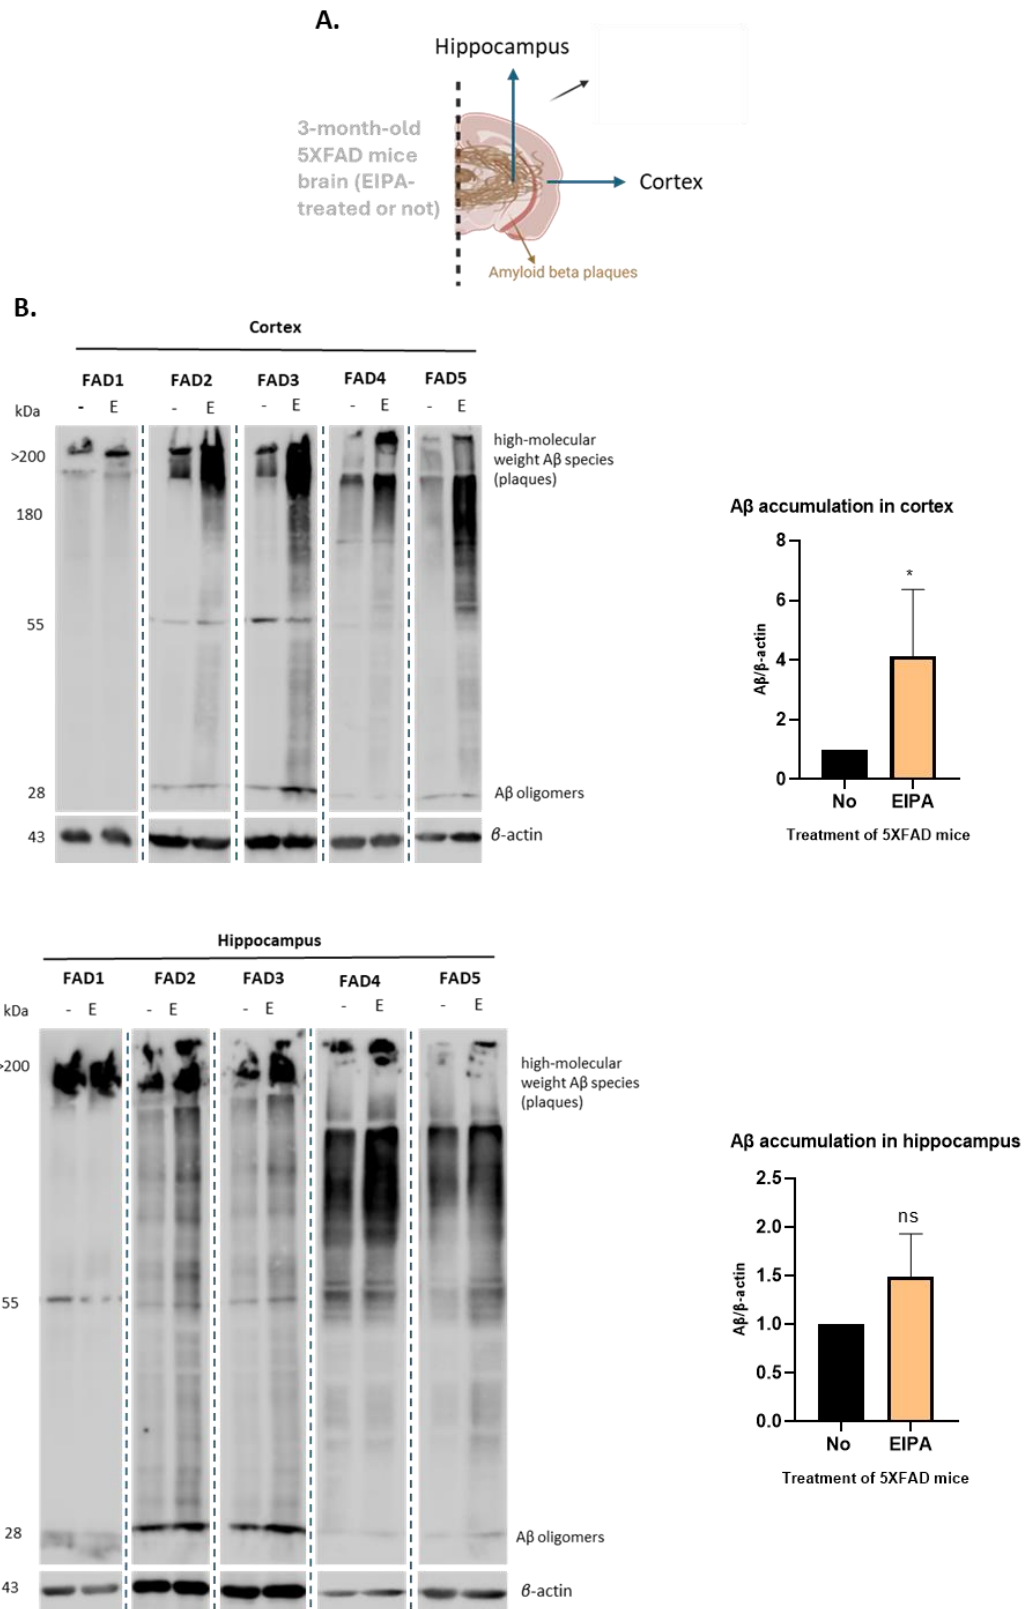 A.
Hippocampus
3-month-old
5XFAD mice
brain (EIPA-
treated or not)
Cortex
Amyloid beta plaques
B.
Cortex
FAD1 FAD2 FAD3 FAD4 FAD5
kDa - E - E - E - E - E
>200
180
55
28
43
high-molecular
weight Aβ species
(plaques)
Aβ oligomers
β-actin
Aβ accumulation in cortex
Aβ/β-actin
8
6
4
2
0
*
No EIPA
Treatment of 5XFAD mice
Hippocampus
FAD1 FAD2 FAD3 FAD4 FAD5
kDa - E - E - E - E - E
>200
55
28
43
high-molecular
weight Aβ species
(plaques)
Aβ oligomers
β-actin
Aβ accumulation in hippocampus
Aβ/β-actin
2.5
2.0
1.5
1.0
0.5
0.0
ns
No EIPA
Treatment of 5XFAD mice